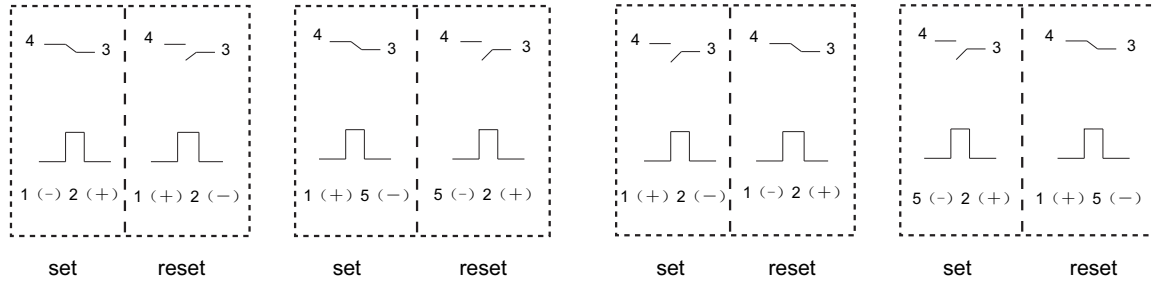 4 3 4 3 4 3 4 3 4 3 4 3 4 3 4 3
1 (-) 2 (+) 1 (+) 2 (—) 1 (+) 5 (—) 5 (-) 2 (+) 1 (+) 2 (—) 1 (-) 2 (+) 5 (-) 2 (+) 1 (+) 5 (—)
set reset set reset set reset set reset